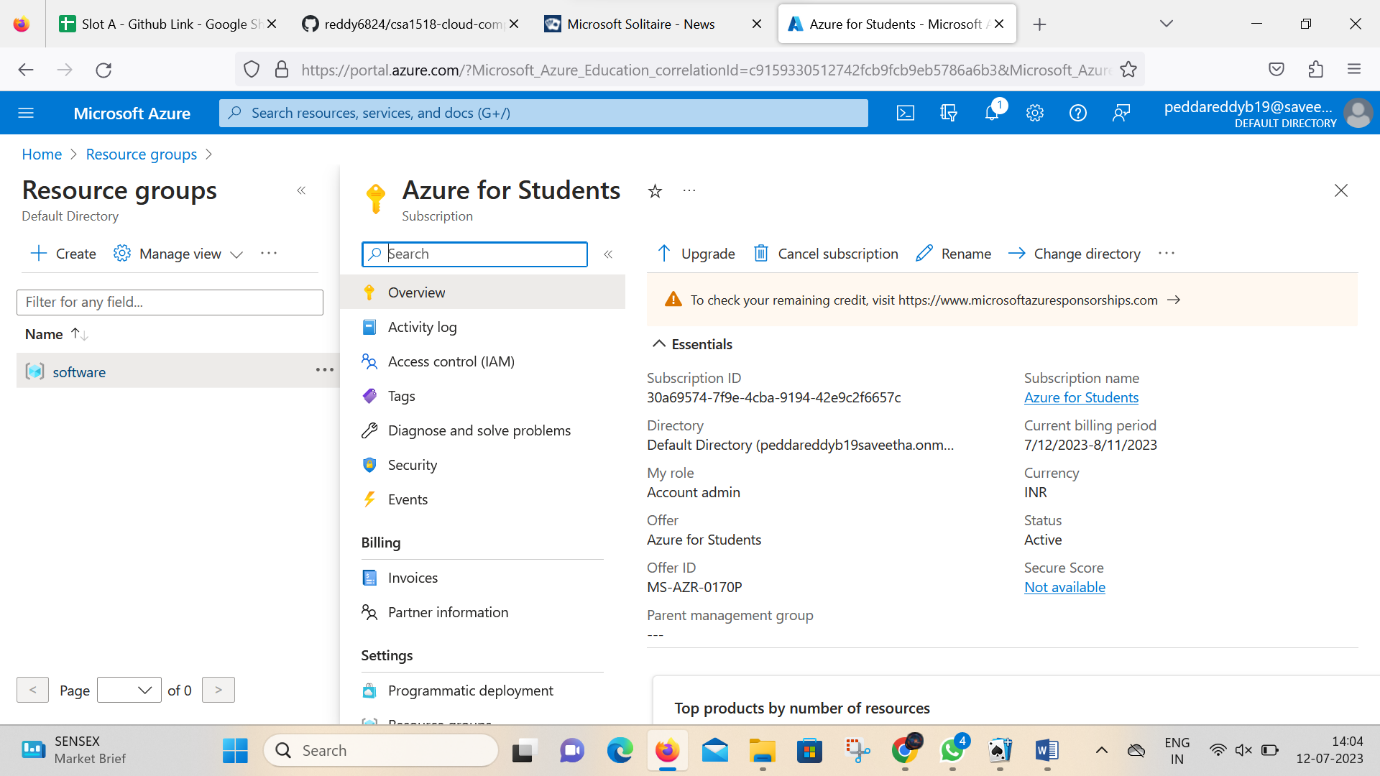 Slot A - Github Link - Google Sh
reddy6824/csa1518-cloud-comp
Microsoft Solitaire - News
Azure for Students - Microsoft A
https://portal.azure.com/?Microsoft_Azure_Education_correlationId=c9159330512742fcb9fcb9eb5786a6b3&Microsoft_Azure
Microsoft Azure
Search resources, services, and docs (G+/)
1
peddareddyb19@savee...
DEFAULT DIRECTORY
Home > Resource groups >
Resource groups
Default Directory
Create
Manage view
Filter for any field...
Name
software
< Page of 0 >
Azure for Students
Subscription
Search
Overview
Activity log
Access control (IAM)
Tags
Diagnose and solve problems
Security
Events
Billing
Invoices
Partner information
Settings
Programmatic deployment
Resource groups
Upgrade
Cancel subscription
Rename
Change directory
To check your remaining credit, visit https://www.microsoftazuresponsorships.com
Essentials
Subscription ID
30a69574-7f9e-4cba-9194-42e9c2f6657c
Directory
Default Directory (peddareddyb19saveetha.onm...
My role
Account admin
Offer
Azure for Students
Offer ID
MS-AZR-0170P
Parent management group
---
Subscription name
Azure for Students
Current billing period
7/12/2023-8/11/2023
Currency
INR
Status
Active
Secure Score
Not available
Top products by number of resources
SENSEX
Market Brief
Search
4
ENG
IN
14:04
12-07-2023